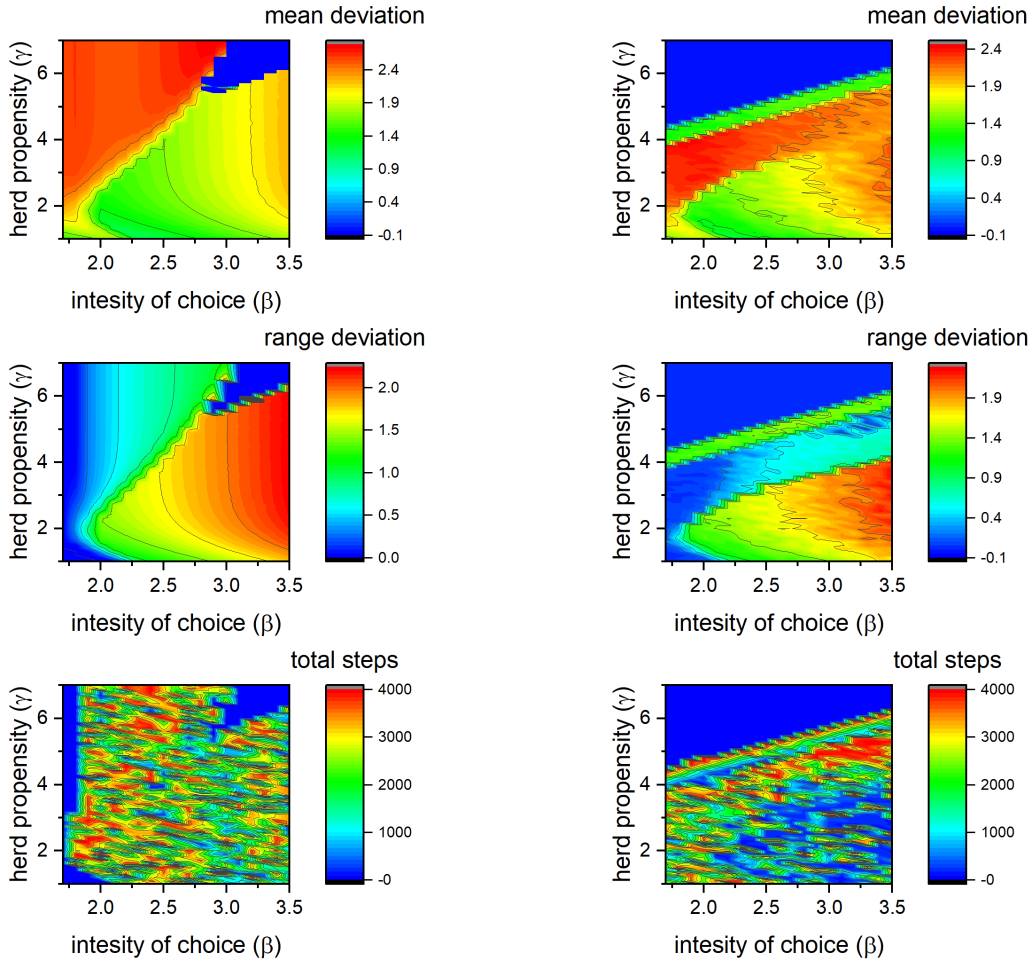 mean deviation
herd propensity (γ)
6
4
2
2.0 2.5 3.0 3.5
intesity of choice (β)
2.4
1.9
1.4
0.9
0.4
-0.1
mean deviation
herd propensity (γ)
6
4
2
2.0 2.5 3.0 3.5
intesity of choice (β)
2.4
1.9
1.4
0.9
0.4
-0.1
range deviation
herd propensity (γ)
6
4
2
2.0 2.5 3.0 3.5
intesity of choice (β)
2.0
1.5
1.0
0.5
0.0
range deviation
herd propensity (γ)
6
4
2
2.0 2.5 3.0 3.5
intesity of choice (β)
1.9
1.4
0.9
0.4
-0.1
total steps
herd propensity (γ)
6
4
2
2.0 2.5 3.0 3.5
intesity of choice (β)
4000
3000
2000
1000
-0
total steps
herd propensity (γ)
6
4
2
2.0 2.5 3.0 3.5
intesity of choice (β)
4000
3000
2000
1000
-0